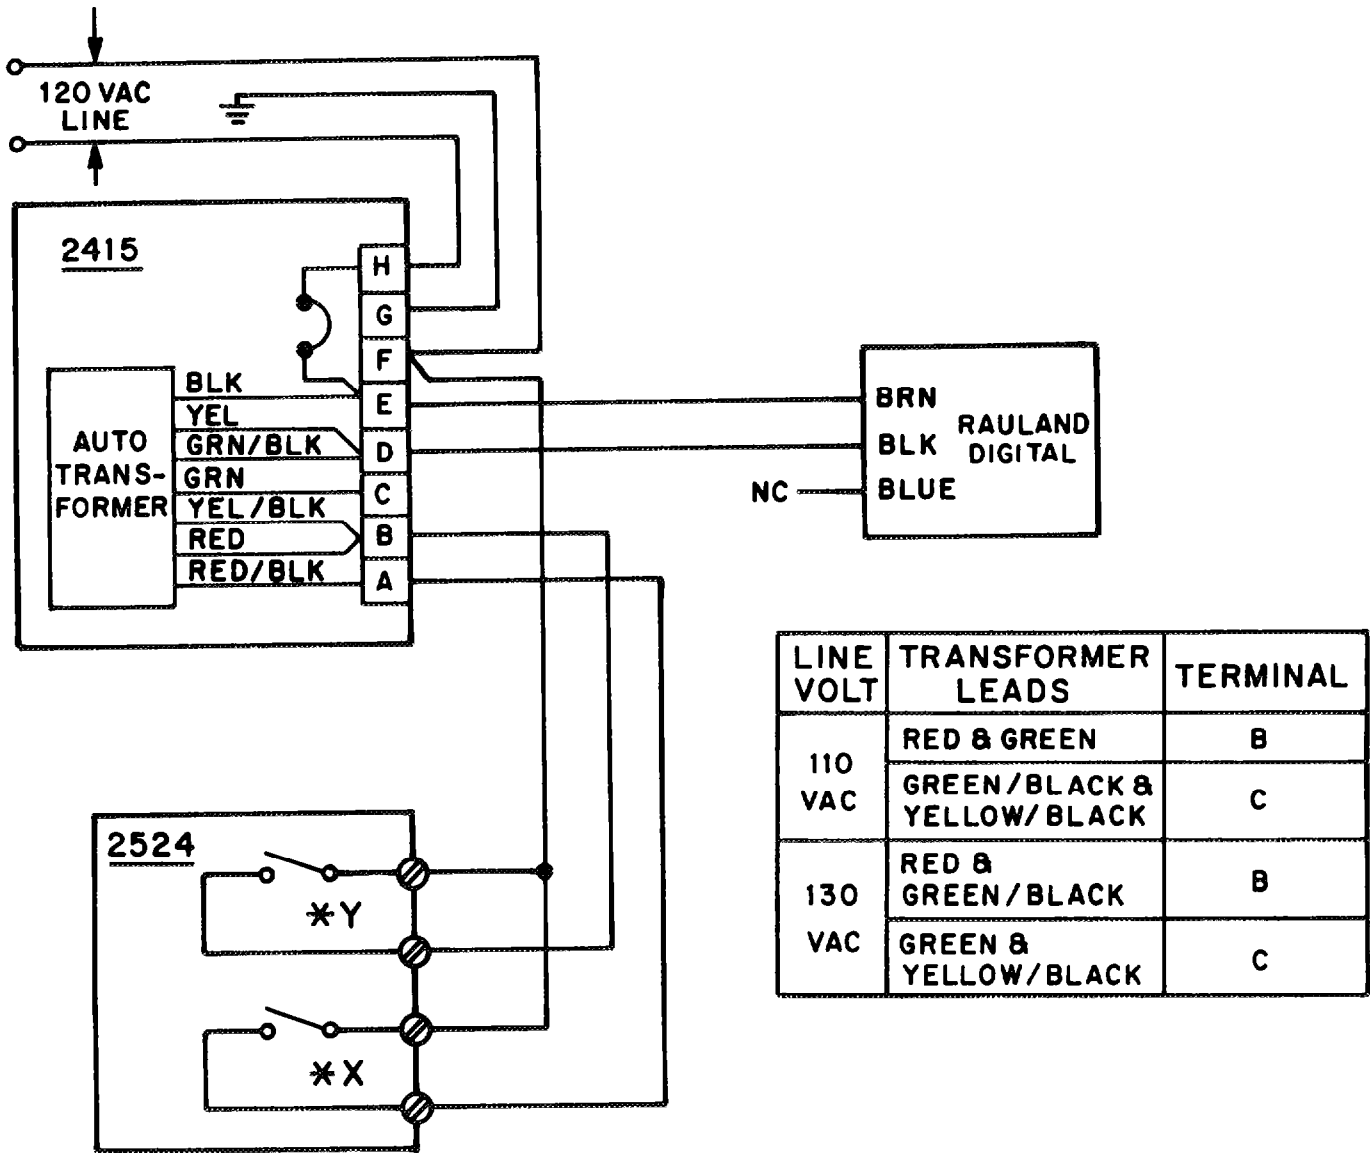 120 VAC
LINE
2415
H
G
F
E
D
C
B
A
AUTO
TRANS-
FORMER
BLK
YEL
GRN/BLK
GRN
YEL/BLK
RED
RED/BLK
BRN
BLK
BLUE
RAULAND
DIGITAL
NC
2524
*Y
*X
LINE VOLT
TRANSFORMER LEADS
TERMINAL
110 VAC
RED & GREEN
B
GREEN/BLACK &
YELLOW/BLACK
C
130 VAC
RED &
GREEN/BLACK
B
GREEN &
YELLOW/BLACK
C